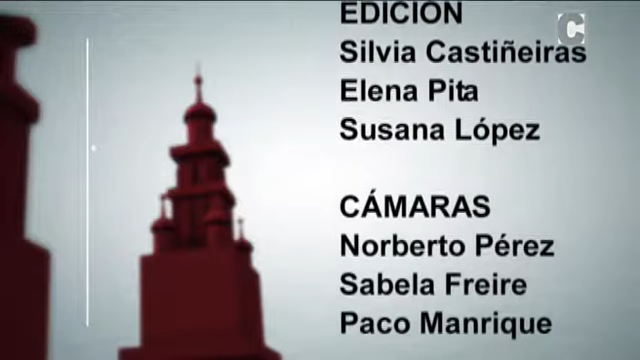 EDICIÓN
C
Silvia Castiñeiras
Elena Pita
Susana López
CÁMARAS
Norberto Pérez
Sabela Freire
Paco Manrique